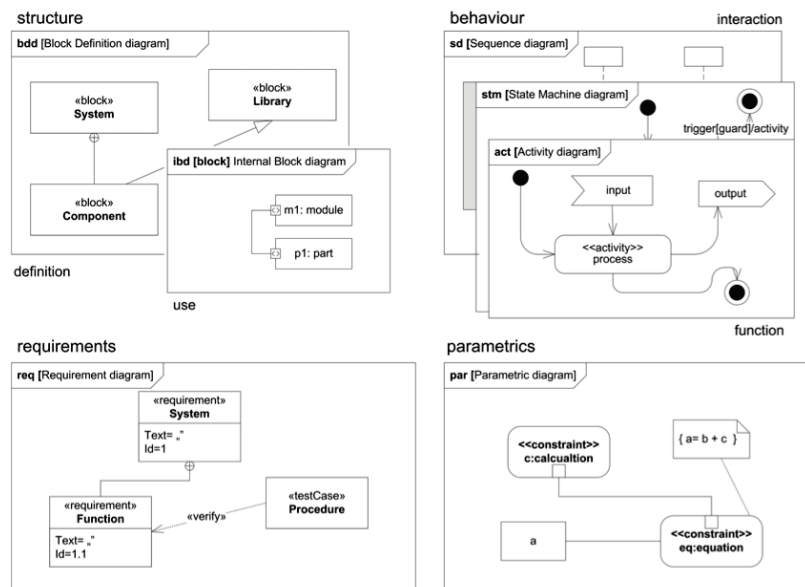 structure
bdd [Block Definition diagram]
«block»
System
«block»
Library
«block»
Component
ibd [block] Internal Block diagram
m1: module
p1: part
definition
use
behaviour
interaction
sd [Sequence diagram]
stm [State Machine diagram]
trigger[guard]/activity
act [Activity diagram]
input
output
<<activity>>
process
function
requirements
req [Requirement diagram]
«requirement»
System
Text= „”
Id=1
«requirement»
Function
Text= „”
Id=1.1
«verify»
«testCase»
Procedure
parametrics
par [Parametric diagram]
<<constraint>>
c:calcualtion
{ a= b + c }
a
<<constraint>>
eq:equation